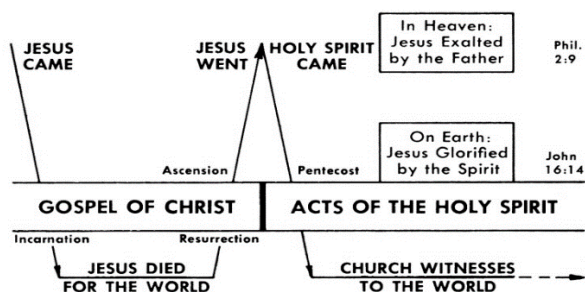 JESUS
CAME
JESUS
WENT
HOLY SPIRIT
CAME
In Heaven:
Jesus Exalted
by the Father
Phil.
2:9
Ascension
Pentecost
On Earth:
Jesus Glorified
by the Spirit
John
16:14
GOSPEL OF CHRIST
ACTS OF THE HOLY SPIRIT
Incarnation
Resurrection
JESUS DIED
FOR THE WORLD
CHURCH WITNESSES
TO THE WORLD